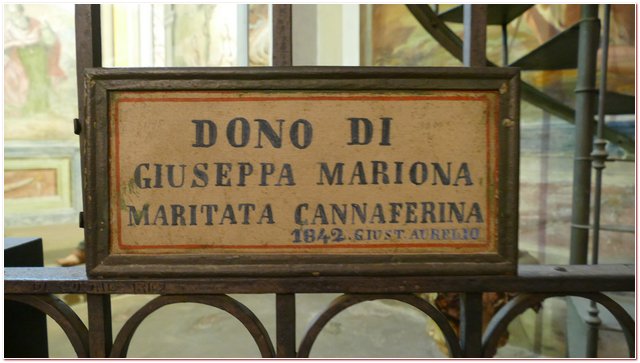 DONO DI
GIUSEPPA MARIONA
MARITATA CANNAFERINA
1842. GIUST AURELIO